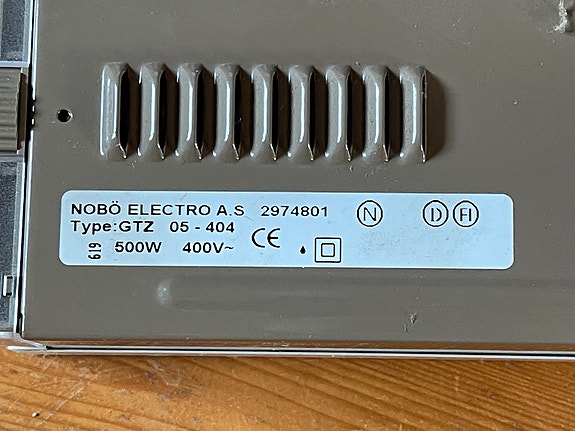 NOBÖ ELECTRO A.S 2974801 N D FI
Type:GTZ 05 - 404
619 500W 400V~ CE